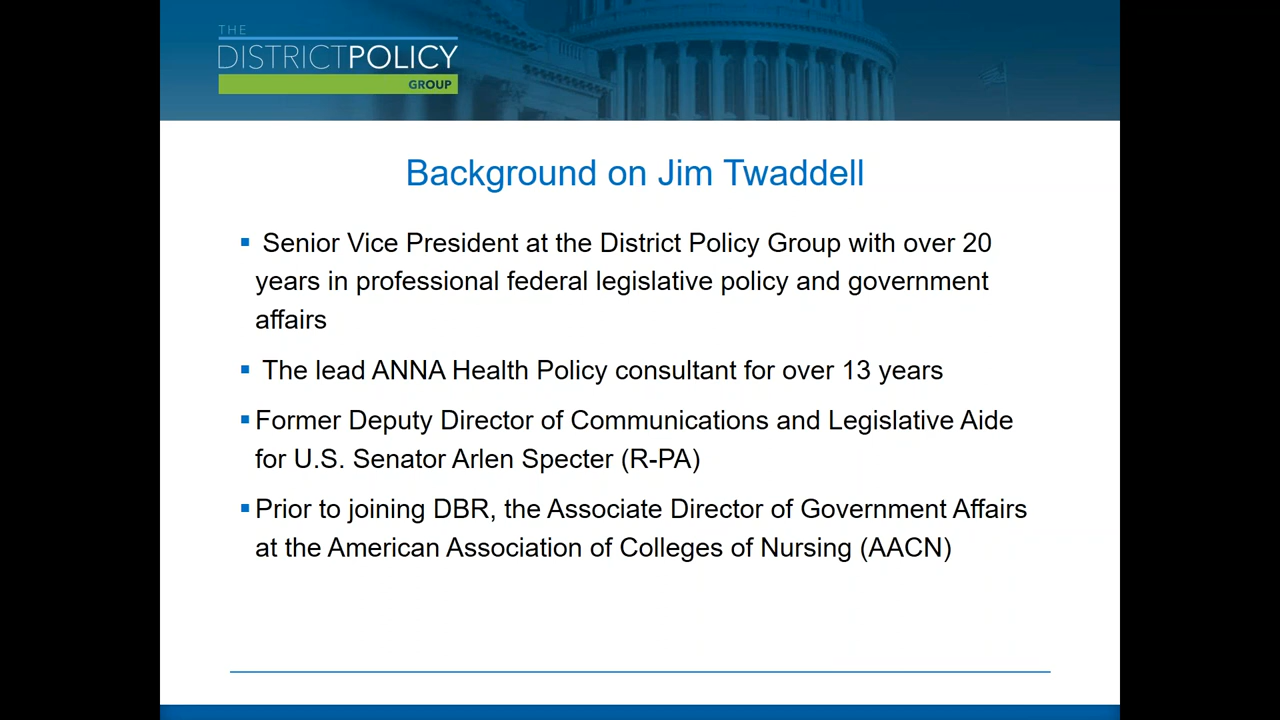 THE
DISTRICTPOLICY
GROUP
Background on Jim Twaddell
▪ Senior Vice President at the District Policy Group with over 20
years in professional federal legislative policy and government
affairs
▪ The lead ANNA Health Policy consultant for over 13 years
▪ Former Deputy Director of Communications and Legislative Aide
for U.S. Senator Arlen Specter (R-PA)
▪ Prior to joining DBR, the Associate Director of Government Affairs
at the American Association of Colleges of Nursing (AACN)